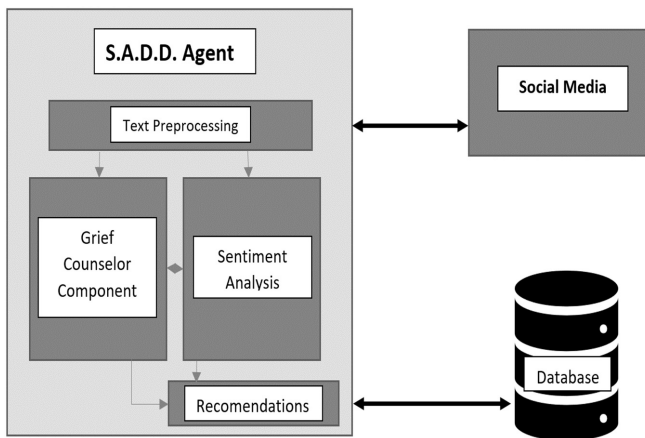 S.A.D.D. Agent
Social Media
Text Preprocessing
Grief
Counselor
Component
Sentiment
Analysis
Recomendations
Database